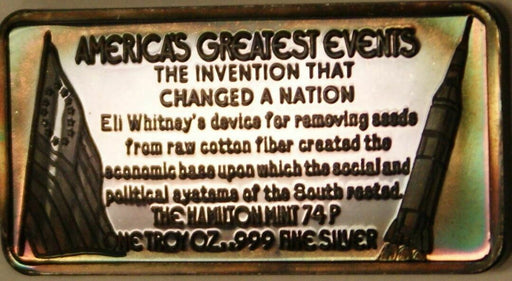 AMERICA'S GREATEST EVENTS
THE INVENTION THAT
CHANGED A NATION
Eli Whitney's device for removing seeds
from raw cotton fiber created the
economic base upon which the social and
political systems of the South rested.
THE HAMILTON MINT 74 P
ONE TROY OZ. .999 FINE SILVER